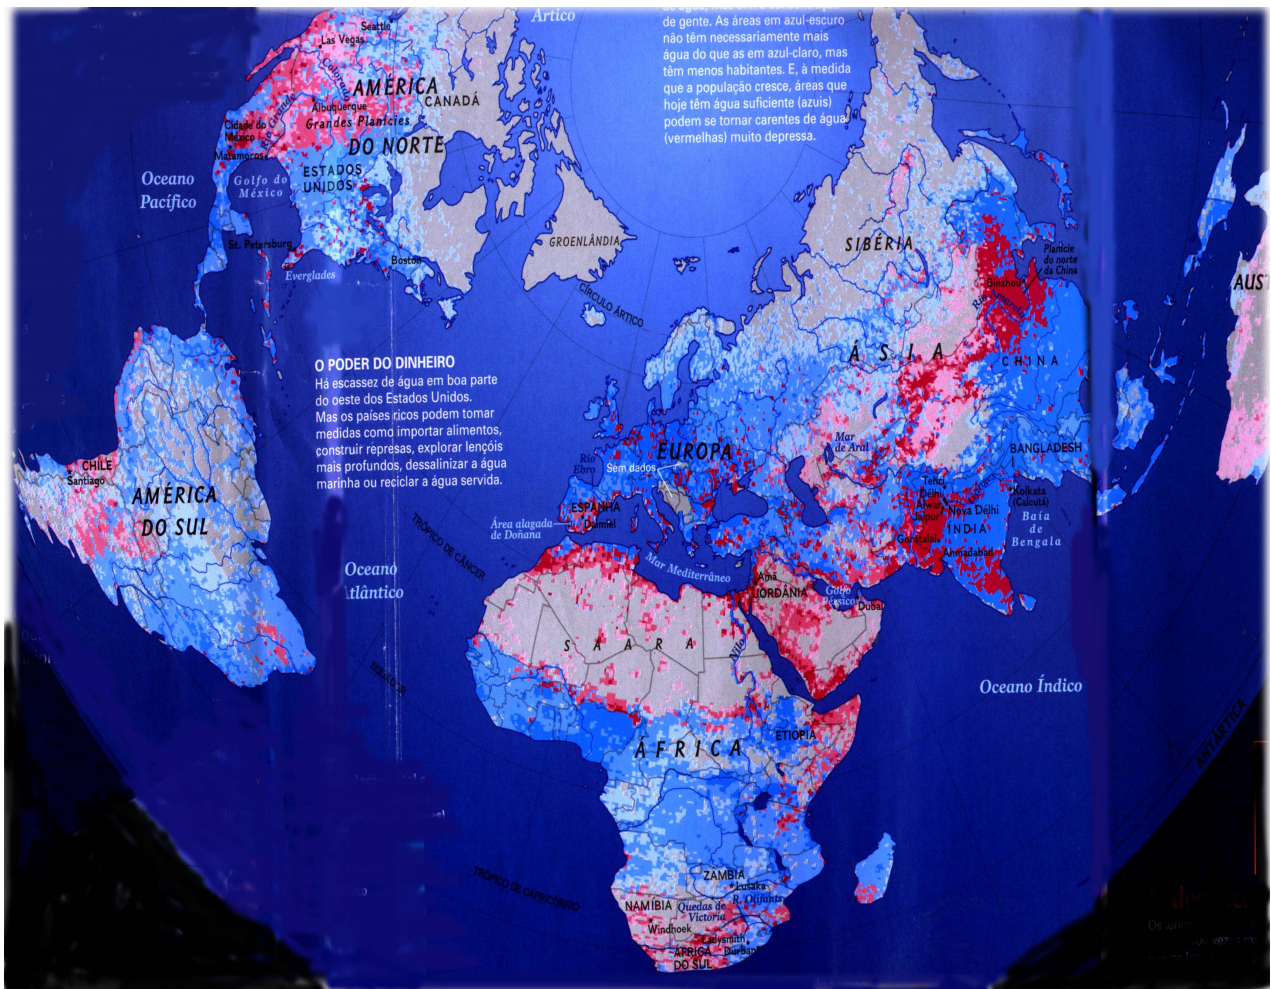 Ártico
de gente. As áreas em azul-escuro
não têm necessariamente mais
água do que as em azul-claro, mas
têm menos habitantes. E, à medida
que a população cresce, áreas que
hoje têm água suficiente (azuis)
podem se tornar carentes de água
(vermelhas) muito depressa.
Seattle
Las Vegas
Colorado
AMÉRICA
DO NORTE
CANADÁ
Albuquerque
Grandes Planícies
Rio Grande
Cidade do
México
Matamoros
ESTADOS
UNIDOS
Golfo do
México
Oceano
Pacífico
St. Petersburg
Everglades
Boston
GROENLÂNDIA
CÍRCULO ÁRTICO
SIBÉRIA
Planície
do norte
da China
Binzhou
Rio Amarelo
AUST
ÁSIA
CHINA
O PODER DO DINHEIRO
Há escassez de água em boa parte
do oeste dos Estados Unidos.
Mas os países ricos podem tomar
medidas como importar alimentos,
construir represas, explorar lençóis
mais profundos, dessalinizar a água
marinha ou reciclar a água servida.
EUROPA
Mar
de Aral
Rio
Ebro
Sem dados
BANGLADESH
CHILE
Santiago
AMÉRICA
DO SUL
ESPANHA
Daimiel
Área alagada
de Doñana
Délhi
Alwar
Jaipur
Nova Délhi
ÍNDIA
Kolkata
(Calcutá)
Baía
de
Bengala
Ahmadabad
TRÓPICO DE CÂNCER
Mar Mediterrâneo
Amã
JORDÂNIA
Golfo
Pérsico
Dubai
Oceano
Atlântico
SAARA
Nilo
EQUADOR
Oceano Índico
ETIÓPIA
ÁFRICA
ANTÁRTICA
TRÓPICO DE CAPRICÓRNIO
ZÂMBIA
Lusaka
R. Olifants
NAMÍBIA
Quedas de
Victoria
Windhoek
Ladysmith
Durban
ÁFRICA
DO SUL